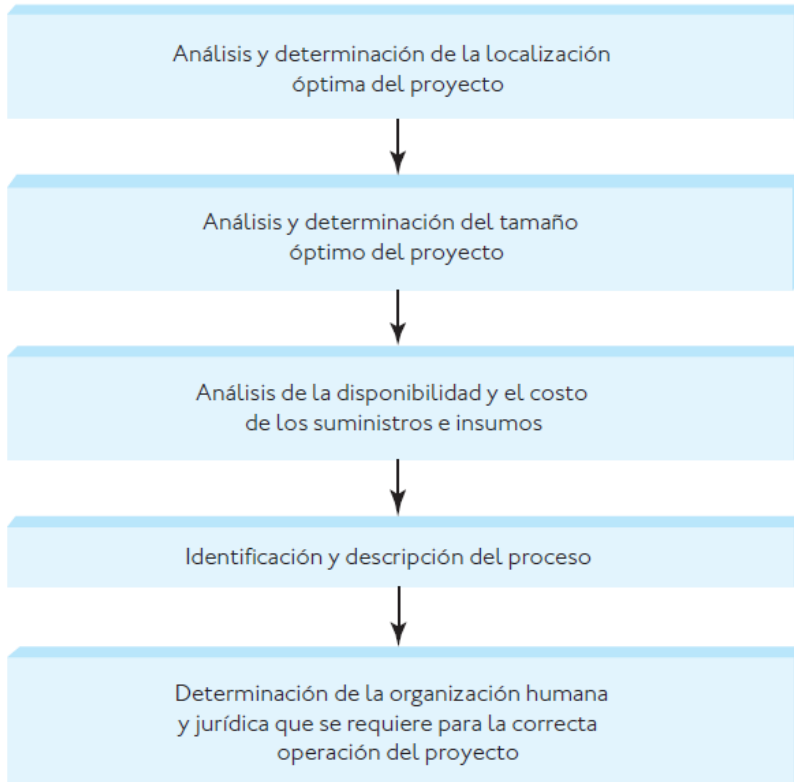 Análisis y determinación de la localización
óptima del proyecto
Análisis y determinación del tamaño
óptimo del proyecto
Análisis de la disponibilidad y el costo
de los suministros e insumos
Identificación y descripción del proceso
Determinación de la organización humana
y jurídica que se requiere para la correcta
operación del proyecto